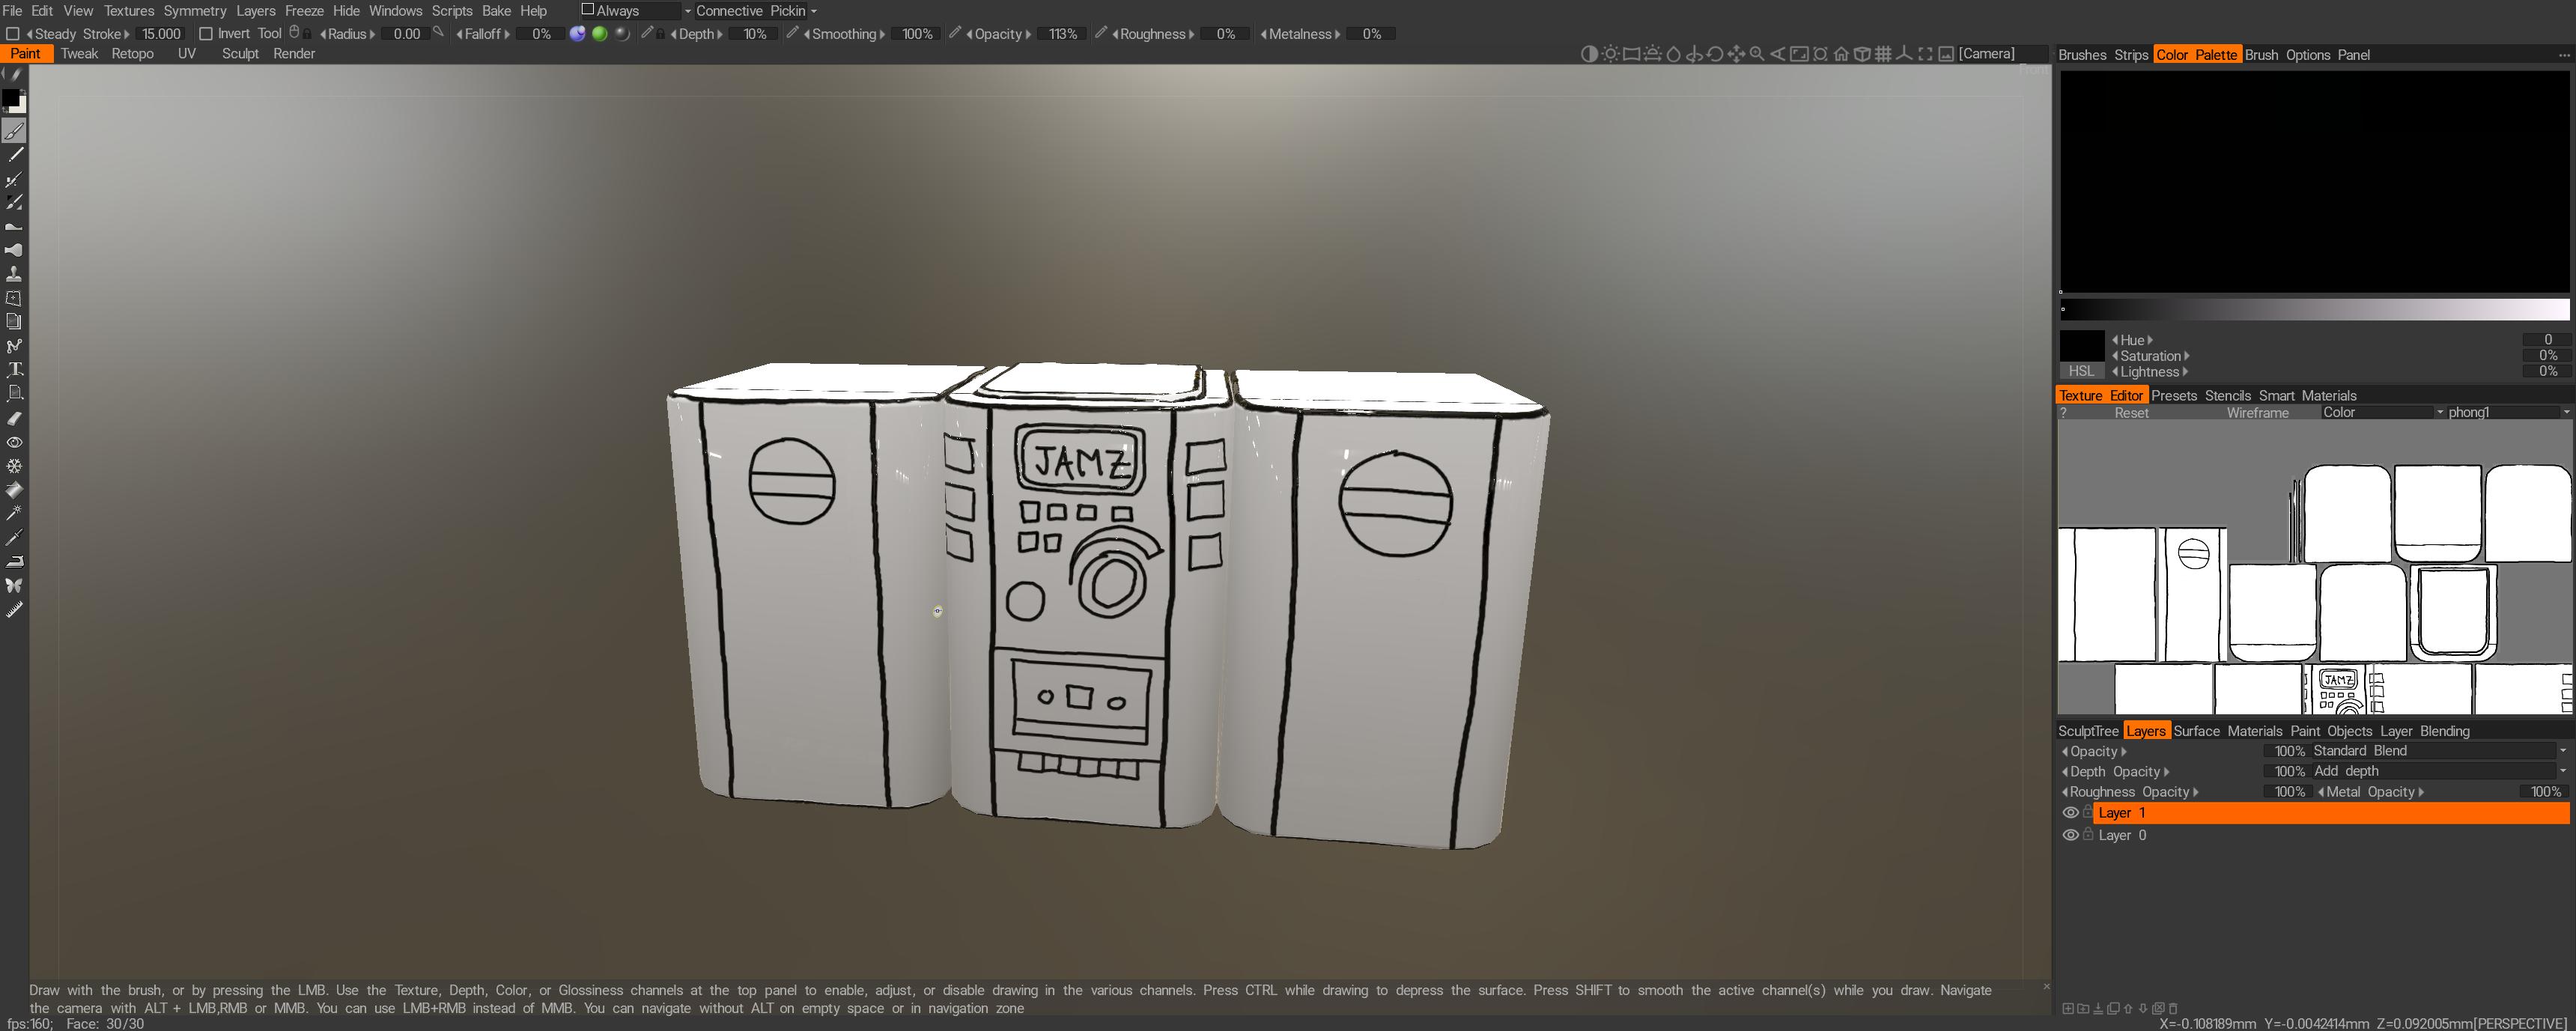 File Edit View Textures Symmetry Layers Freeze Hide Windows Scripts Bake Help Always Connective Pickin
Steady Stroke 15.000 Invert Tool Radius 0.00 Falloff 0% Depth 10% Smoothing 100% Opacity 113% Roughness 0% Metalness 0%
Paint Tweak Retopo UV Sculpt Render [Camera]
Front
JAMZ
Draw with the brush, or by pressing the LMB. Use the Texture, Depth, Color, or Glossiness channels at the top panel to enable, adjust, or disable drawing in the various channels. Press CTRL while drawing to depress the surface. Press SHIFT to smooth the active channel(s) while you draw. Navigate
the camera with ALT + LMB,RMB or MMB. You can use LMB+RMB instead of MMB. You can navigate without ALT on empty space or in navigation zone
fps:160; Face: 30/30
Brushes Strips Color Palette Brush Options Panel
Hue 0
Saturation 0%
HSL Lightness 0%
Texture Editor Presets Stencils Smart Materials
? Reset Wireframe Color phong1
JAMZ
SculptTree Layers Surface Materials Paint Objects Layer Blending
Opacity 100% Standard Blend
Depth Opacity 100% Add depth
Roughness Opacity 100% Metal Opacity 100%
Layer 1
Layer 0
X=-0.108189mm Y=-0.0042414mm Z=0.092005mm[PERSPECTIVE]